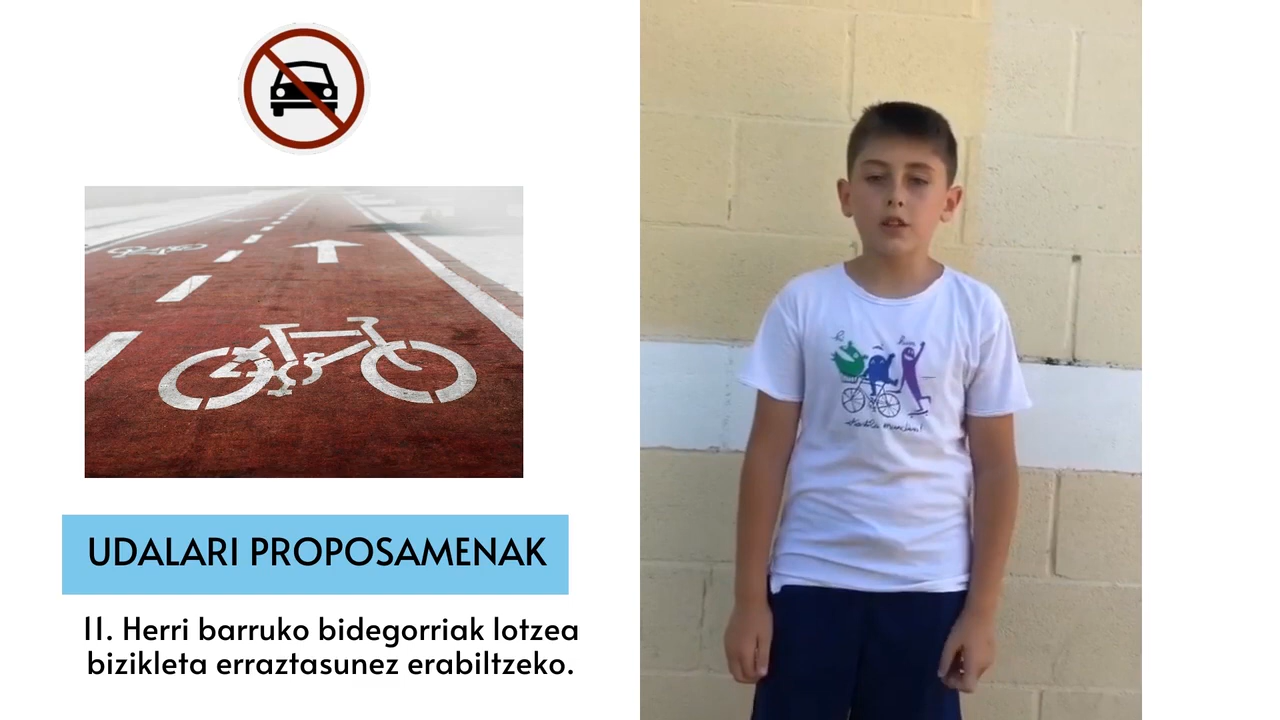 UDALARI PROPOSAMENAK
11. Herri barruko bidegorriak lotzea
bizikleta erraztasunez erabiltzeko.